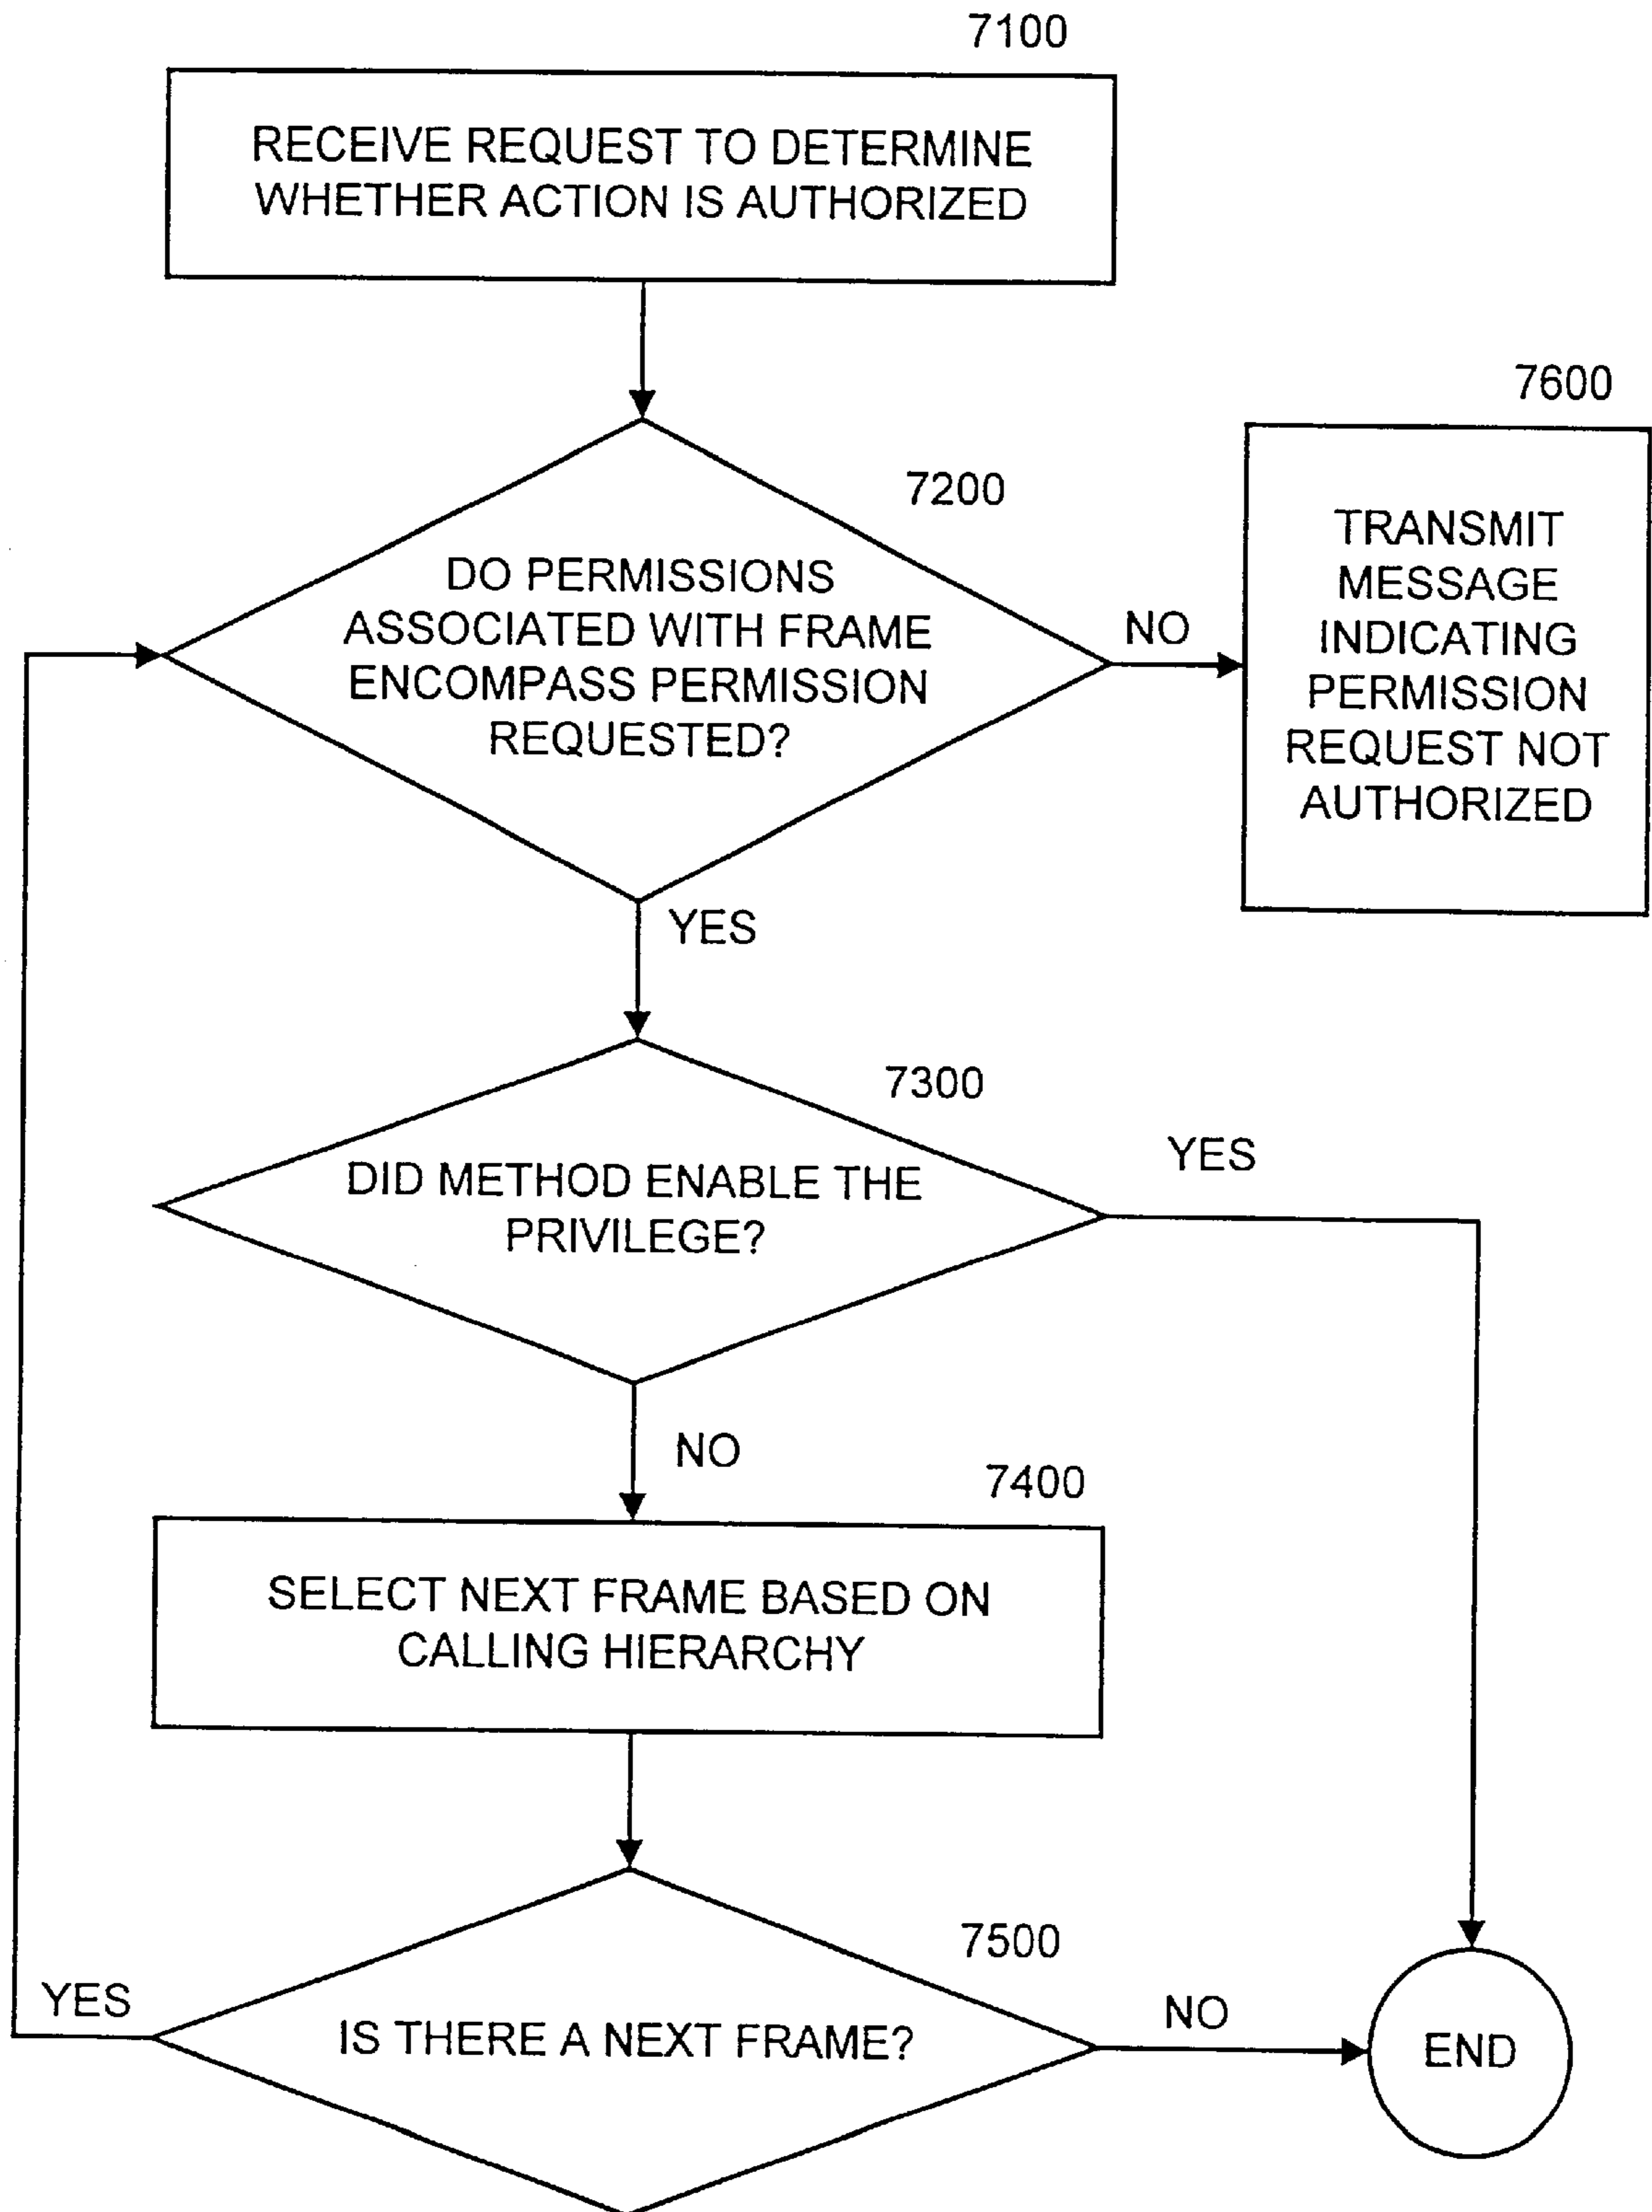 7100
RECEIVE REQUEST TO DETERMINE
WHETHER ACTION IS AUTHORIZED
7200
DO PERMISSIONS
ASSOCIATED WITH FRAME
ENCOMPASS PERMISSION
REQUESTED?
NO
7600
TRANSMIT
MESSAGE
INDICATING
PERMISSION
REQUEST NOT
AUTHORIZED
YES
7300
DID METHOD ENABLE THE
PRIVILEGE?
YES
NO
7400
SELECT NEXT FRAME BASED ON
CALLING HIERARCHY
7500
IS THERE A NEXT FRAME?
YES
NO
END